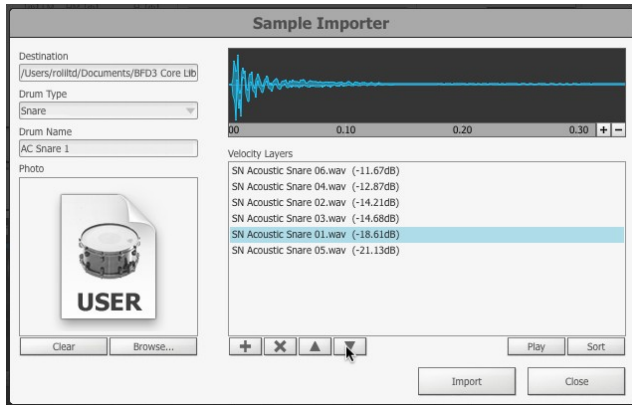 Sample Importer
Destination
/Users/roliltd/Documents/BFD3 Core Lib
Drum Type
Snare
Drum Name
AC Snare 1
Photo
USER
Clear Browse...
00 0.10 0.20 0.30 + −
Velocity Layers
SN Acoustic Snare 06.wav (-11.67dB)
SN Acoustic Snare 04.wav (-12.87dB)
SN Acoustic Snare 02.wav (-14.21dB)
SN Acoustic Snare 03.wav (-14.68dB)
SN Acoustic Snare 01.wav (-18.61dB)
SN Acoustic Snare 05.wav (-21.13dB)
Play Sort
Import Close